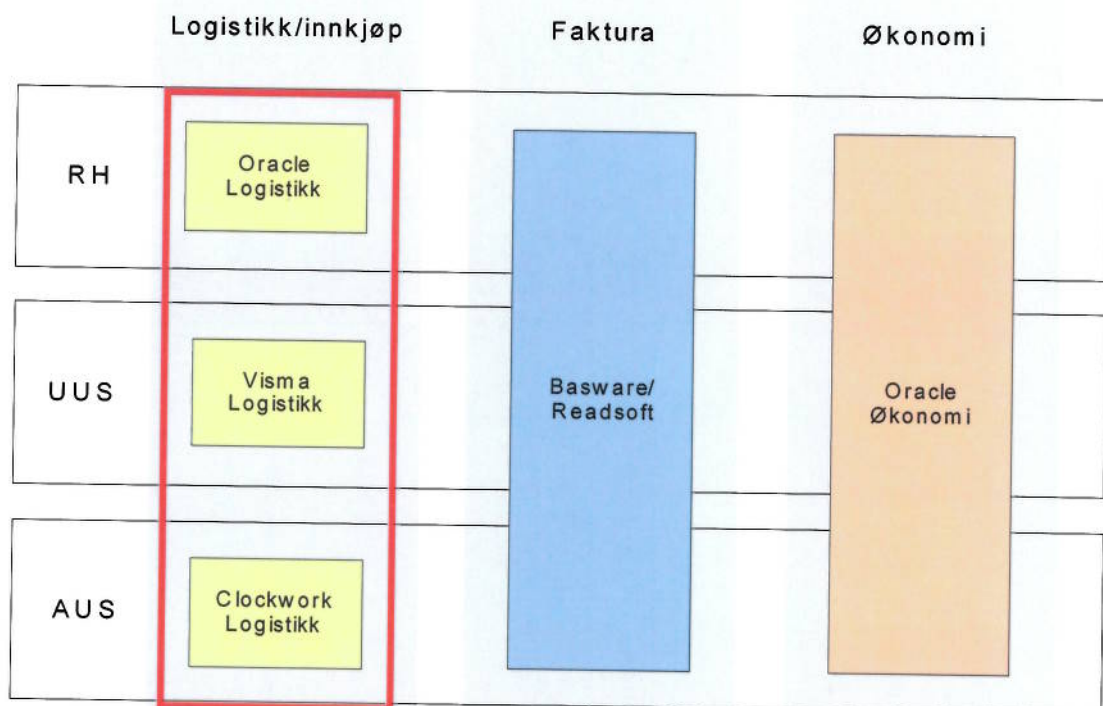 Logistikk/innkjøp
Faktura
Økonomi
RH
Oracle
Logistikk
UUS
Visma
Logistikk
Basware/
Readsoft
Oracle
Økonomi
AUS
Clockwork
Logistikk